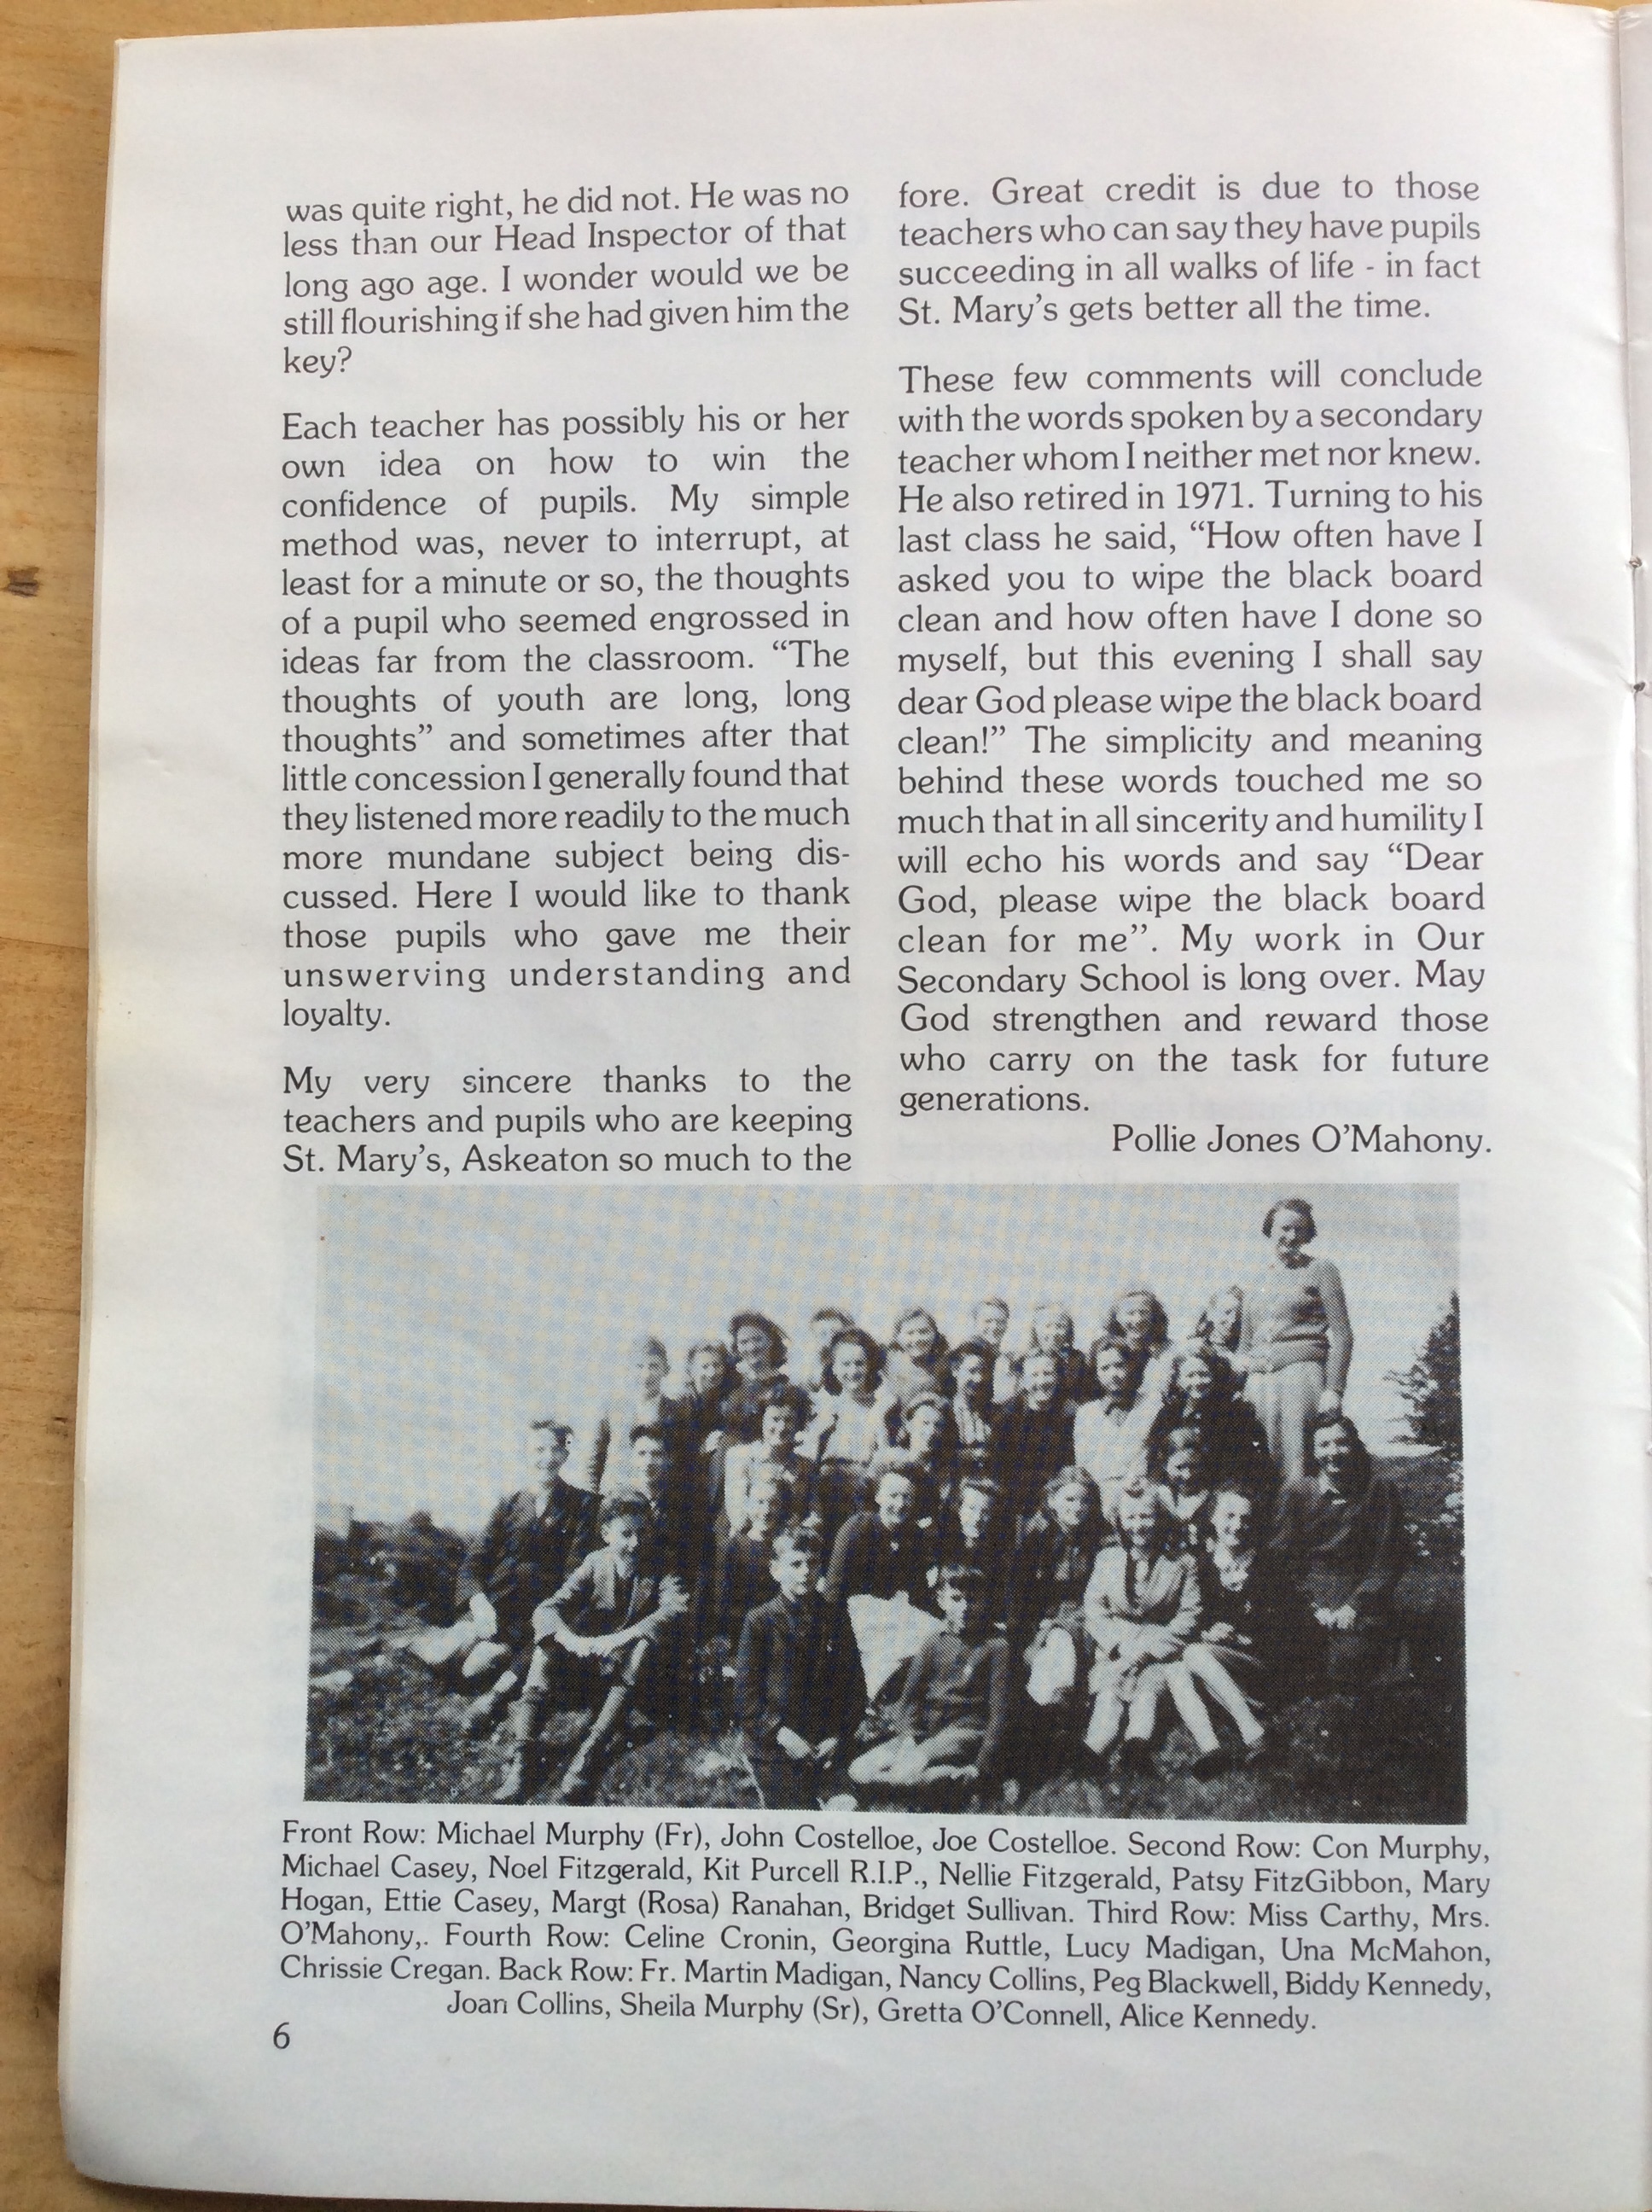 was quite right, he did not. He was no
less than our Head Inspector of that
long ago age. I wonder would we be
still flourishing if she had given him the
key?
Each teacher has possibly his or her
own idea on how to win the
confidence of pupils. My simple
method was, never to interrupt, at
least for a minute or so, the thoughts
of a pupil who seemed engrossed in
ideas far from the classroom. “The
thoughts of youth are long, long
thoughts” and sometimes after that
little concession I generally found that
they listened more readily to the much
more mundane subject being dis-
cussed. Here I would like to thank
those pupils who gave me their
unswerving understanding and
loyalty.
My very sincere thanks to the
teachers and pupils who are keeping
St. Mary’s, Askeaton so much to the
fore. Great credit is due to those
teachers who can say they have pupils
succeeding in all walks of life - in fact
St. Mary’s gets better all the time.
These few comments will conclude
with the words spoken by a secondary
teacher whom I neither met nor knew.
He also retired in 1971. Turning to his
last class he said, “How often have I
asked you to wipe the black board
clean and how often have I done so
myself, but this evening I shall say
dear God please wipe the black board
clean!” The simplicity and meaning
behind these words touched me so
much that in all sincerity and humility I
will echo his words and say “Dear
God, please wipe the black board
clean for me”. My work in Our
Secondary School is long over. May
God strengthen and reward those
who carry on the task for future
generations.
Pollie Jones O’Mahony.
Front Row: Michael Murphy (Fr), John Costelloe, Joe Costelloe. Second Row: Con Murphy,
Michael Casey, Noel Fitzgerald, Kit Purcell R.I.P., Nellie Fitzgerald, Patsy FitzGibbon, Mary
Hogan, Ettie Casey, Margt (Rosa) Ranahan, Bridget Sullivan. Third Row: Miss Carthy, Mrs.
O’Mahony,. Fourth Row: Celine Cronin, Georgina Ruttle, Lucy Madigan, Una McMahon,
Chrissie Cregan. Back Row: Fr. Martin Madigan, Nancy Collins, Peg Blackwell, Biddy Kennedy,
Joan Collins, Sheila Murphy (Sr), Gretta O’Connell, Alice Kennedy.
6